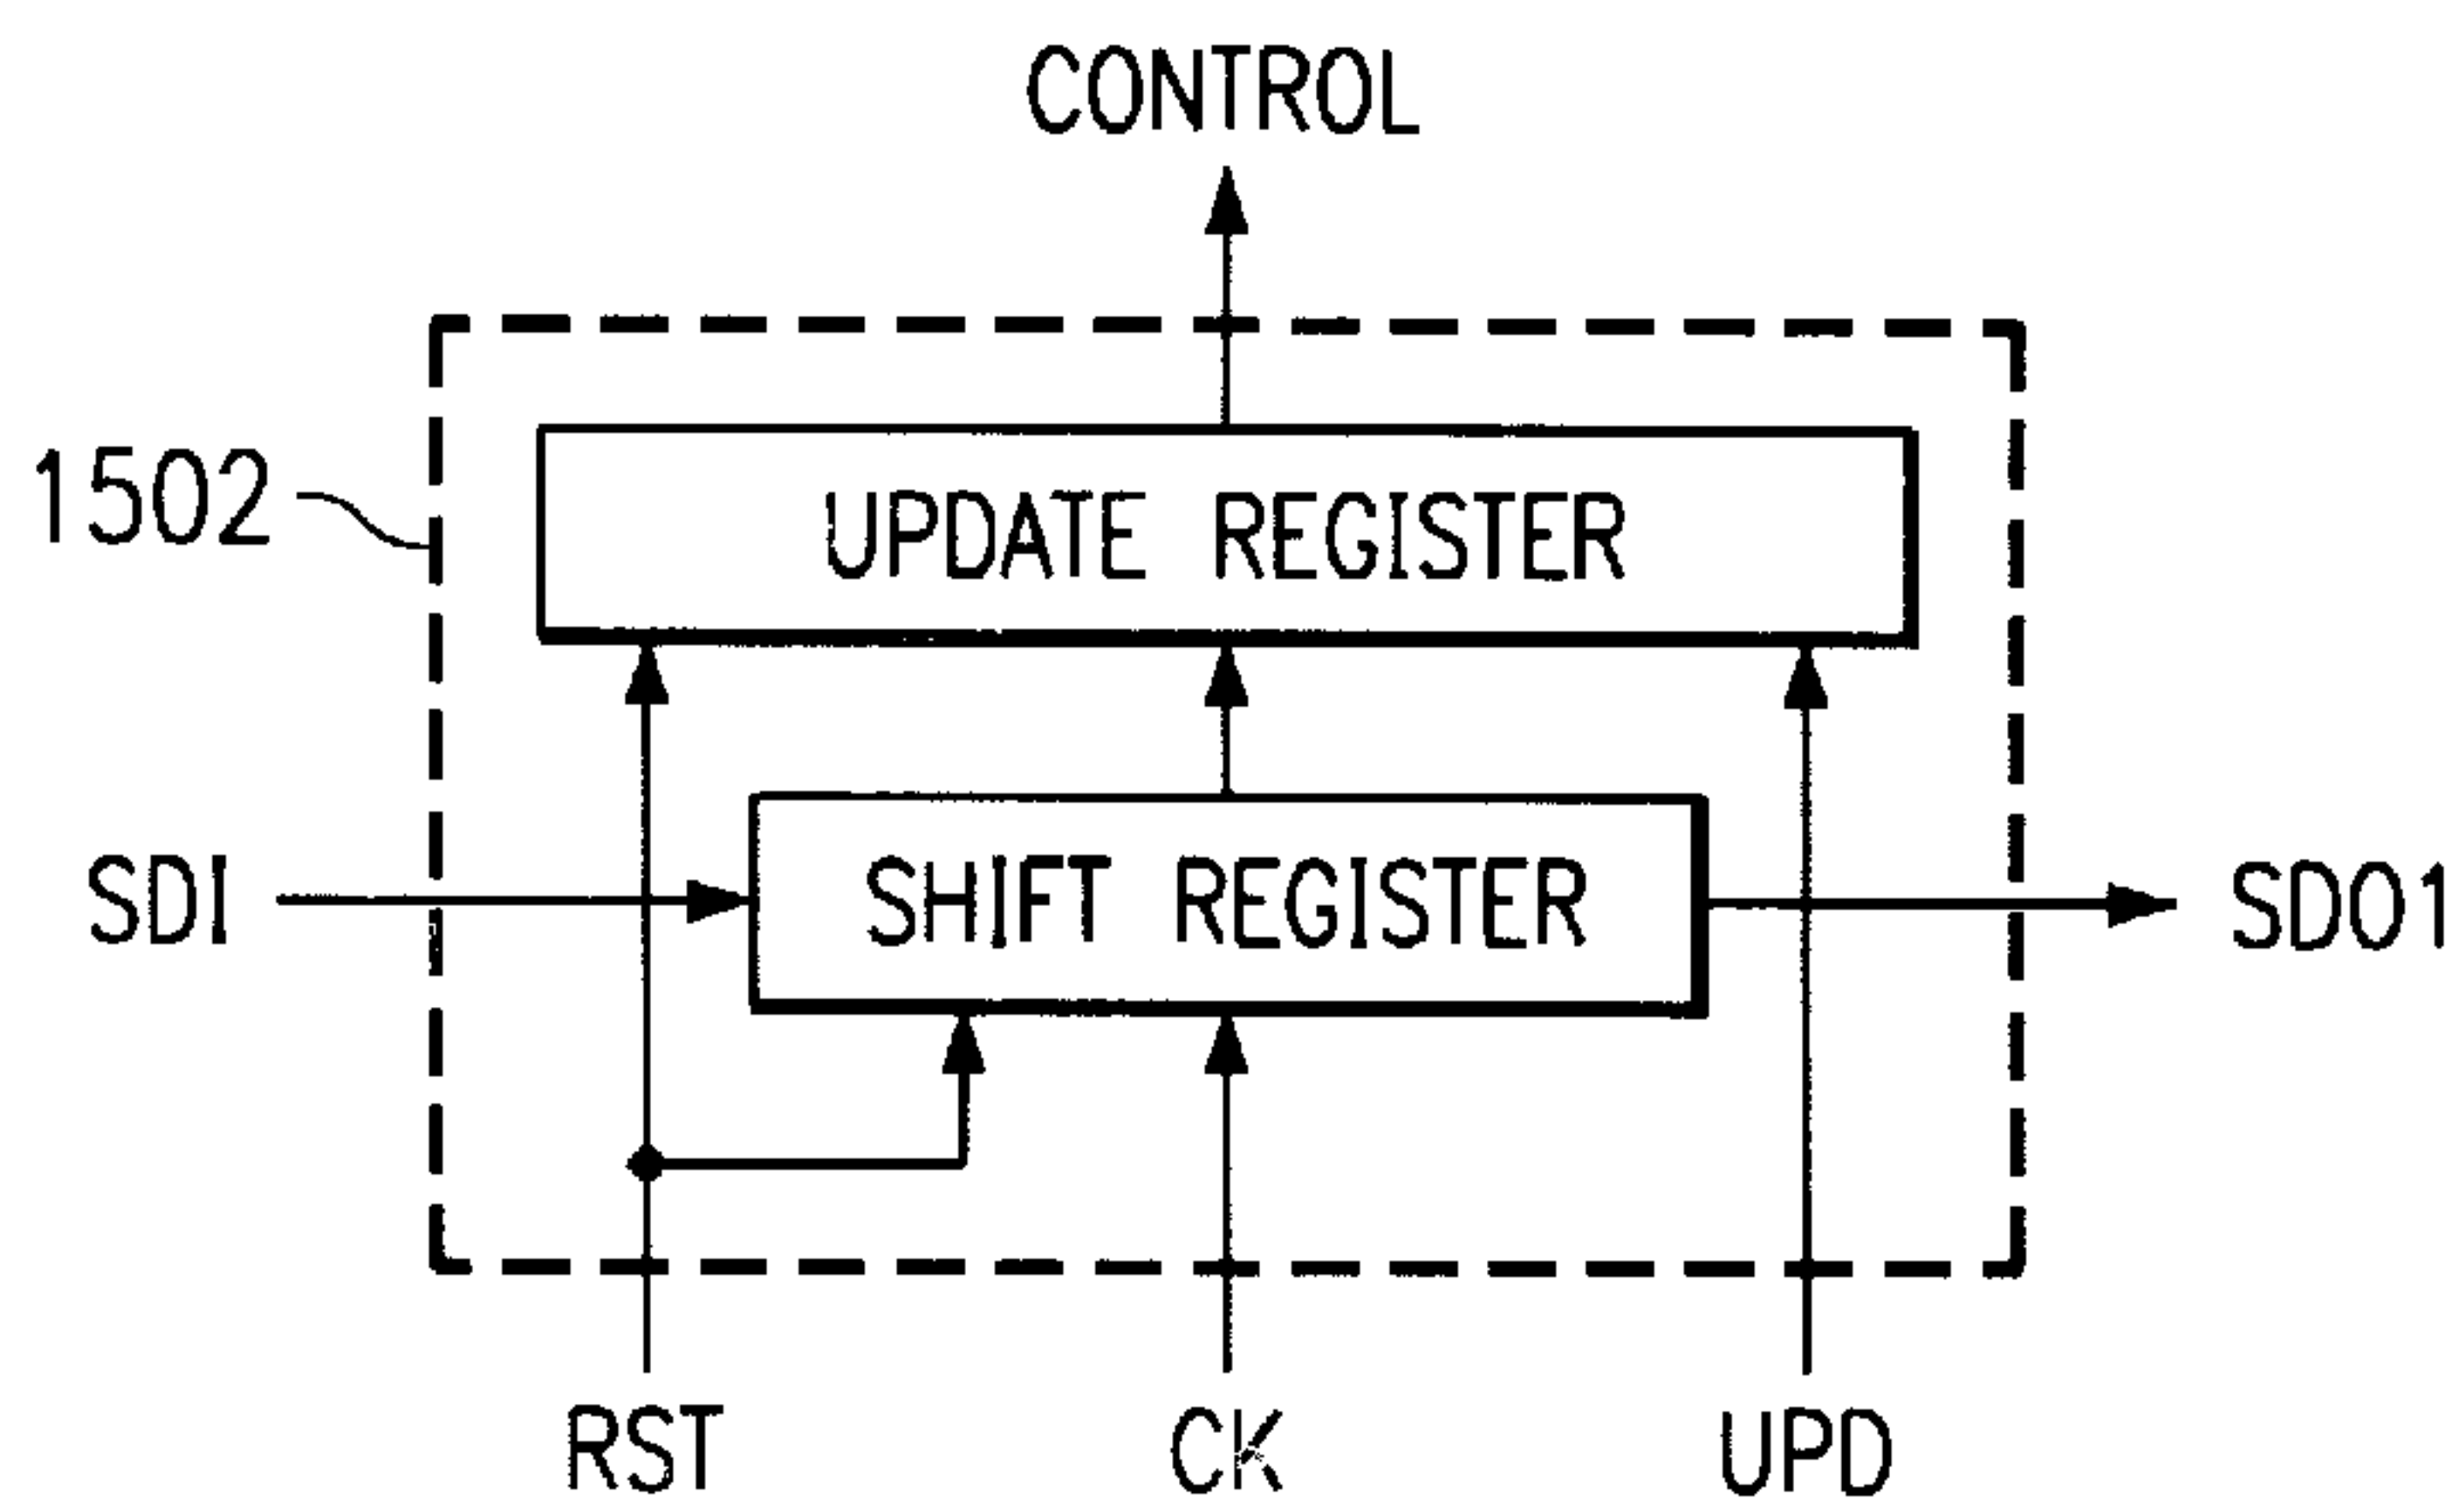 CONTROL
1502
UPDATE REGISTER
SDI
SHIFT REGISTER
SDO1
RST
CK
UPD